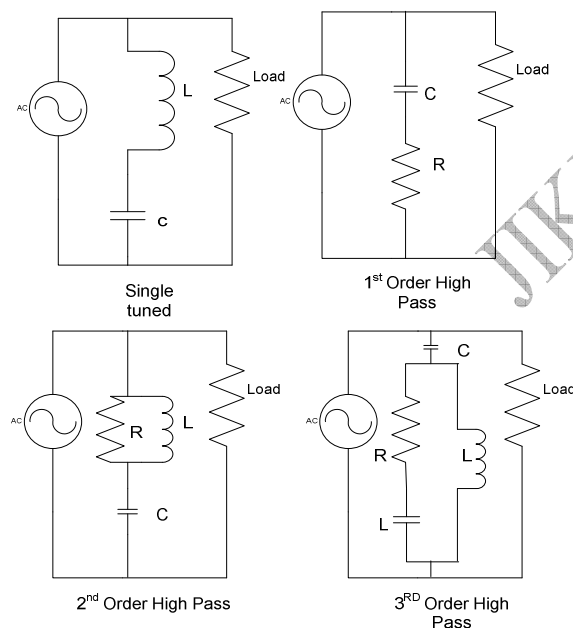 AC
L
Load
c
Single
tuned
AC
C
R
Load
1st Order High
Pass
JIK
AC
R
L
C
Load
2nd Order High Pass
AC
C
R
L
L
Load
3RD Order High
Pass